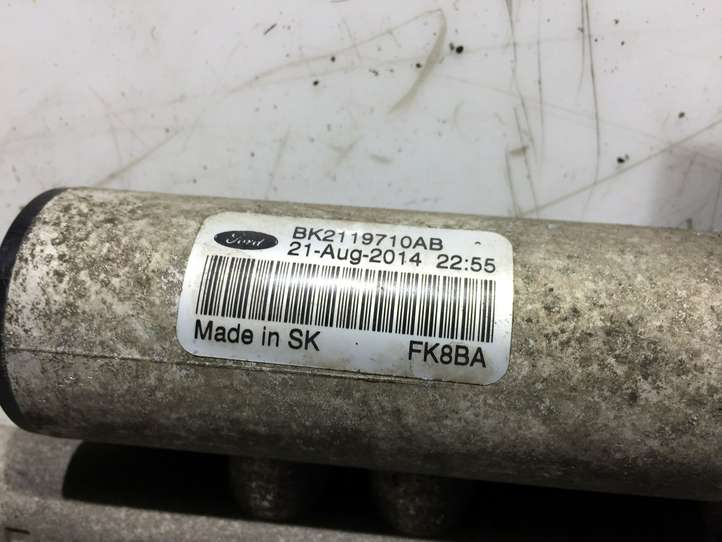 Ford BK2119710AB
21-Aug-2014 22:55
Made in SK FK8BA